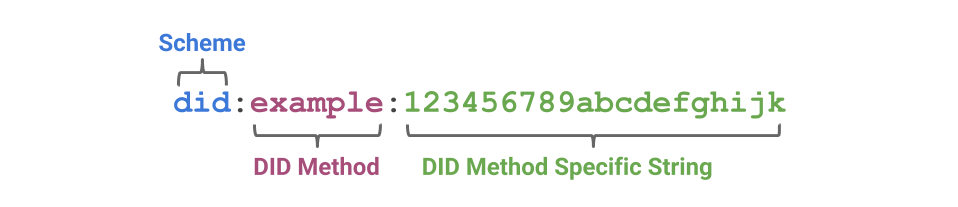 Scheme
did:example:123456789abcdefghijk
DID Method DID Method Specific String